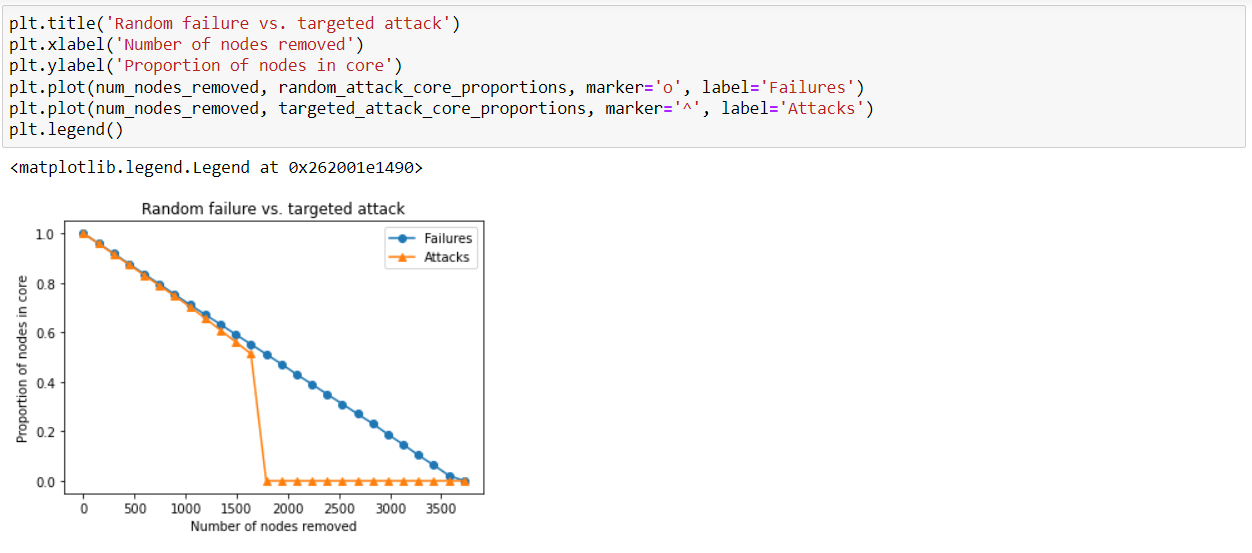 plt.title('Random failure vs. targeted attack')
plt.xlabel('Number of nodes removed')
plt.ylabel('Proportion of nodes in core')
plt.plot(num_nodes_removed, random_attack_core_proportions, marker='o', label='Failures')
plt.plot(num_nodes_removed, targeted_attack_core_proportions, marker='^', label='Attacks')
plt.legend()
<matplotlib.legend.Legend at 0x262001e1490>
Random failure vs. targeted attack
Failures
Attacks
1.0
0.8
0.6
0.4
0.2
0.0
Proportion of nodes in core
0 500 1000 1500 2000 2500 3000 3500
Number of nodes removed